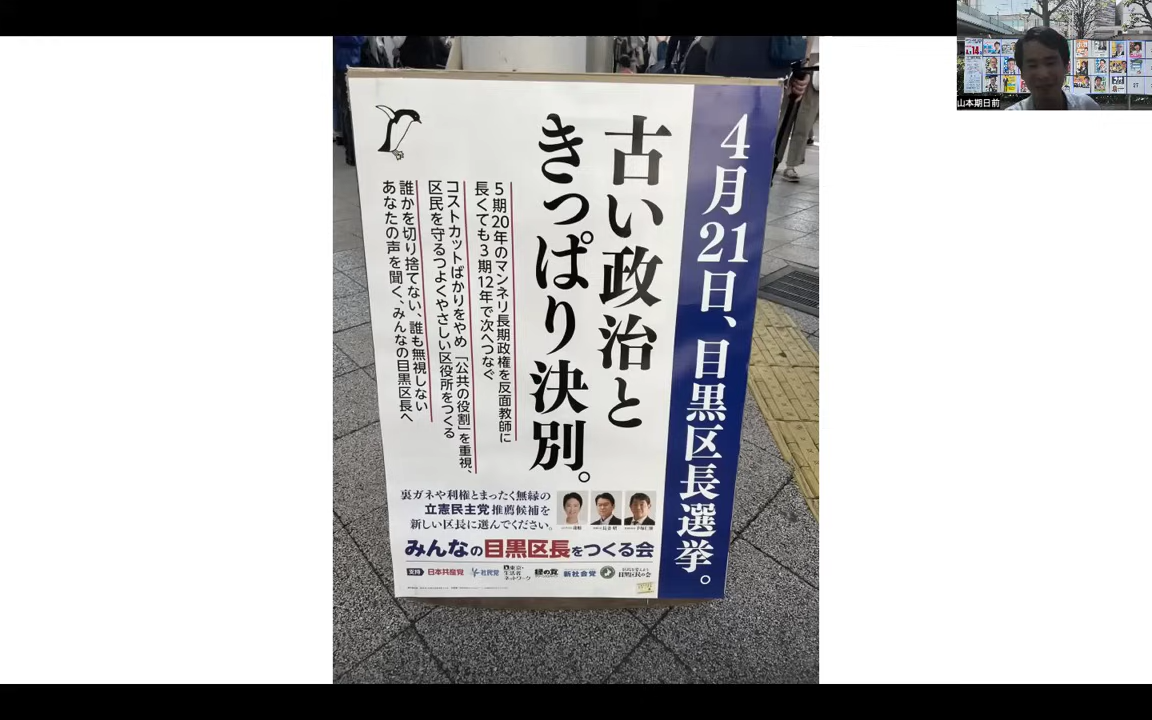 4月21日、目黒区長選挙。
古い政治と
きっぱり決別。
5期20年のマンネリ長期政権を反面教師に
長くても3期12年で次へつなぐ
コストカットばかりをやめ「公共の役割」を重視、
区民を守るつよくやさしい区役所をつくる
誰かを切り捨てない、誰も無視しない
あなたの声を聞く、みんなの目黒区長へ
裏ガネや利権とまったく無縁の
立憲民主党推薦候補を
新しい区長に選んでください。
みんなの目黒区長をつくる会
支持 日本共産党 社民党 東京・生活者ネットワーク 緑の党 新社会党
山本期日前